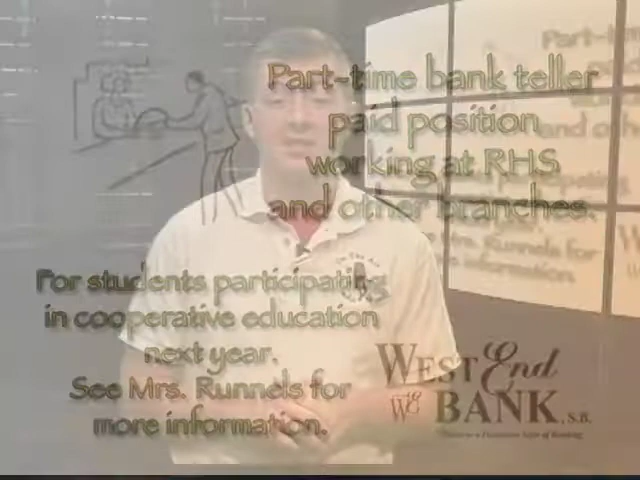 Part-time bank teller
paid position
working at RHS
and other branches.
For students participating
in cooperative education
next year.
See Mrs. Runnels for
more information.
WEST End
WE BANK, S.B.